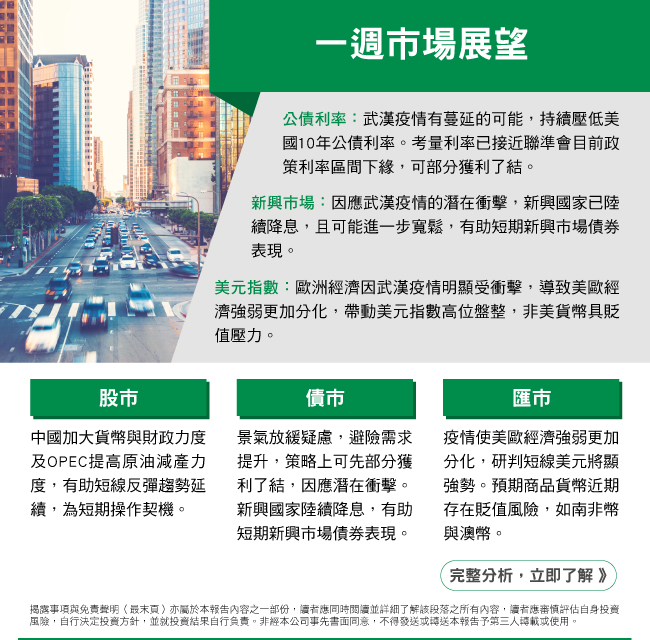 一週市場展望
公債利率：武漢疫情有蔓延的可能，持續壓低美
國10年公債利率。考量利率已接近聯準會目前政
策利率區間下緣，可部分獲利了結。
新興市場：因應武漢疫情的潛在衝擊，新興國家已陸
續降息，且可能進一步寬鬆，有助短期新興市場債券
表現。
美元指數：歐洲經濟因武漢疫情明顯受衝擊，導致美歐經
濟強弱更加分化，帶動美元指數高位盤整，非美貨幣具貶
值壓力。
股市
中國加大貨幣與財政力度
及OPEC提高原油減產力
度，有助短線反彈趨勢延
續，為短期操作契機。
債市
景氣放緩疑慮，避險需求
提升，策略上可先部分獲
利了結，因應潛在衝擊。
新興國家陸續降息，有助
短期新興市場債券表現。
匯市
疫情使美歐經濟強弱更加
分化，研判短線美元將顯
強勢。預期商品貨幣近期
存在貶值風險，如南非幣
與澳幣。
完整分析，立即了解 》
揭露事項與免責聲明（最末頁）亦屬於本報告內容之一部份，讀者應同時閱讀並詳細了解該段落之所有內容，讀者應審慎評估自身投資
風險，自行決定投資方針，並就投資結果自行負責。非經本公司事先書面同意，不得發送或轉送本報告予第三人轉載或使用。